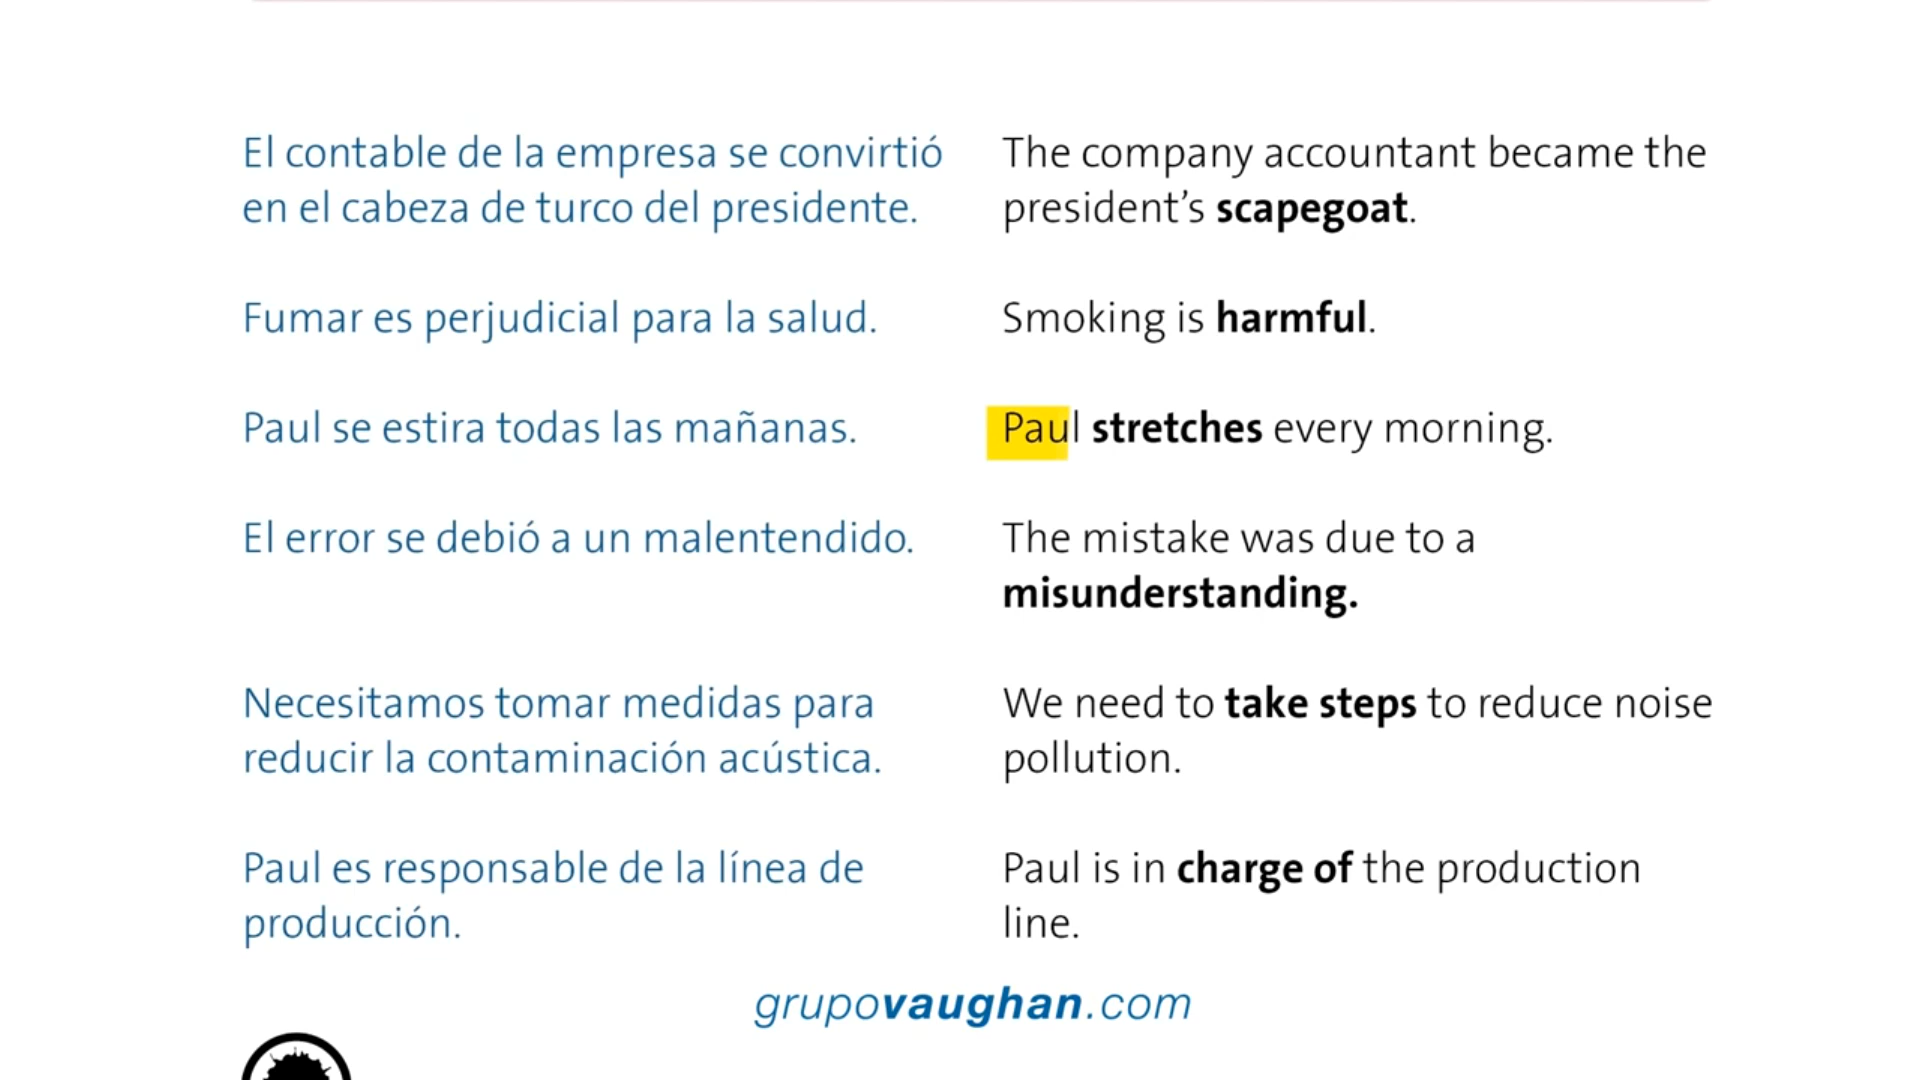 El contable de la empresa se convirtió
en el cabeza de turco del presidente.
The company accountant became the
president’s scapegoat.
Fumar es perjudicial para la salud.
Smoking is harmful.
Paul se estira todas las mañanas.
Paul stretches every morning.
El error se debió a un malentendido.
The mistake was due to a
misunderstanding.
Necesitamos tomar medidas para
reducir la contaminación acústica.
We need to take steps to reduce noise
pollution.
Paul es responsable de la línea de
producción.
Paul is in charge of the production
line.
grupovaughan.com